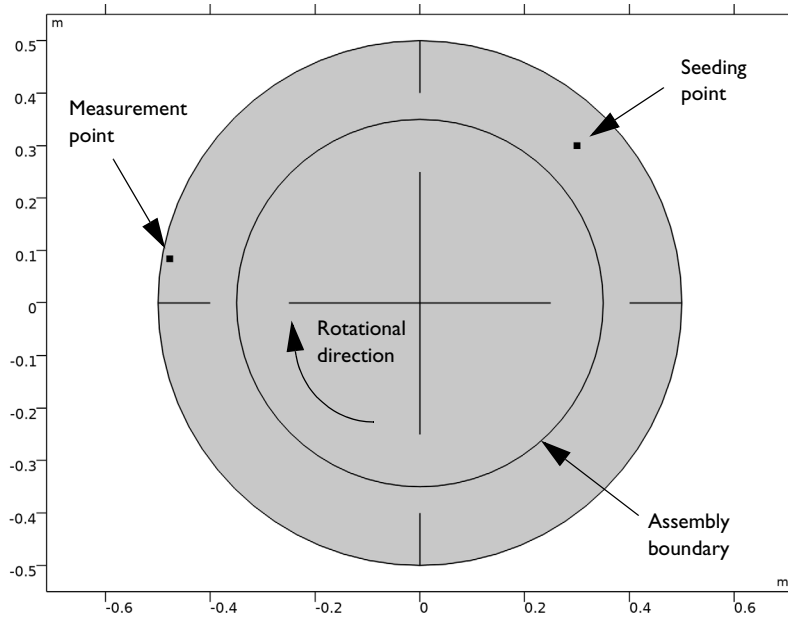 m
0.5
0.4
0.3
0.2
0.1
0
-0.1
-0.2
-0.3
-0.4
-0.5
Measurement
point
Seeding
point
Rotational
direction
Assembly
boundary
m
-0.6
-0.4
-0.2
0
0.2
0.4
0.6